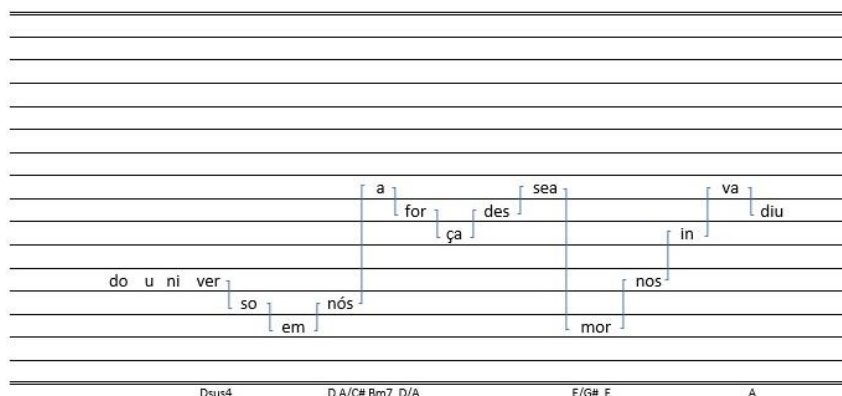 a sea va
for des diu
ça in
do u ni ver nos
so nós
em mor
Dsus4 D A/C# Bm7 D/A E/G# E A